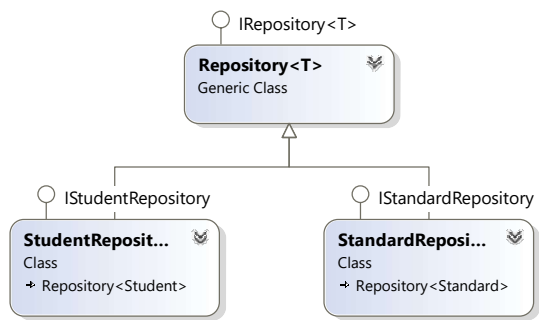 IRepository<T>
Repository<T>
Generic Class
IStudentRepository
IStandardRepository
StudentReposit...
Class
Repository<Student>
StandardReposi...
Class
Repository<Standard>